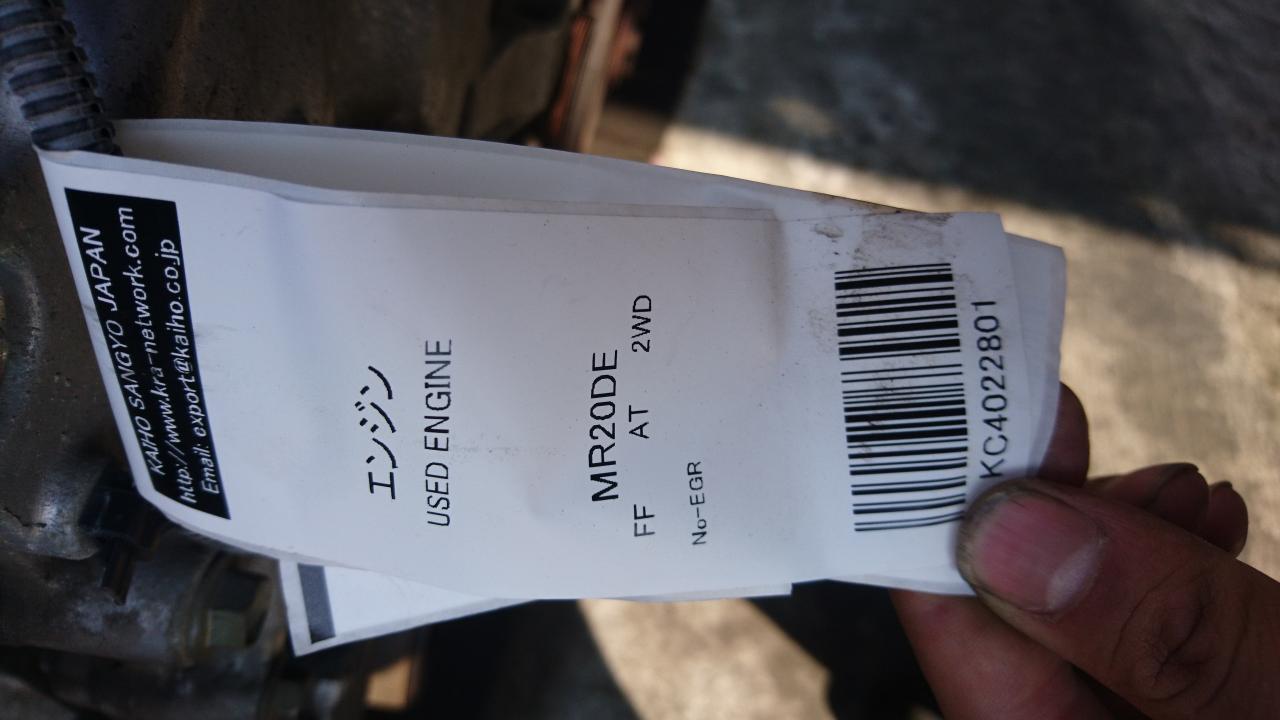 KAIHO SANGYO JAPAN
http://www.kra-network.com
Email: export@kaiho.co.jp
エンジン
USED ENGINE
MR20DE
FF AT 2WD
No-EGR
KC4022801